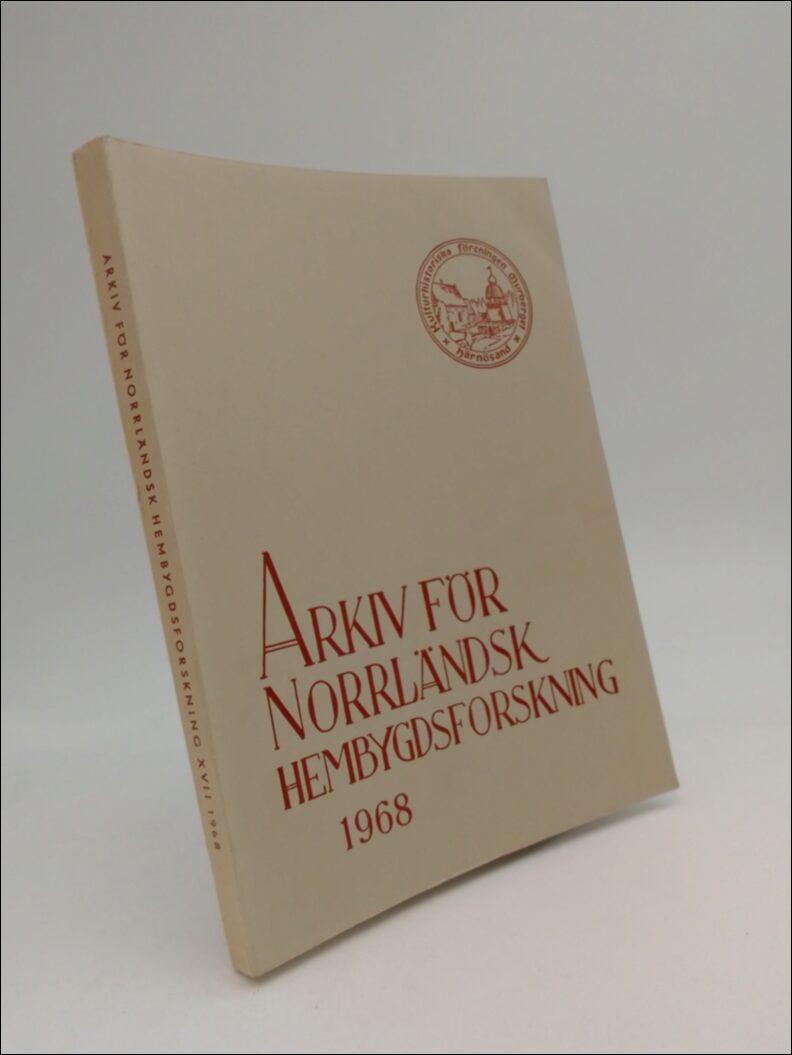 ARKIV FÖR NORRLÄNDSK HEMBYGDSFORSKNING XVII 1968
Kulturhistoriska föreningen Murberget
Härnösand
ARKIV FÖR
NORRLÄNDSK
HEMBYGDSFORSKNING
1968